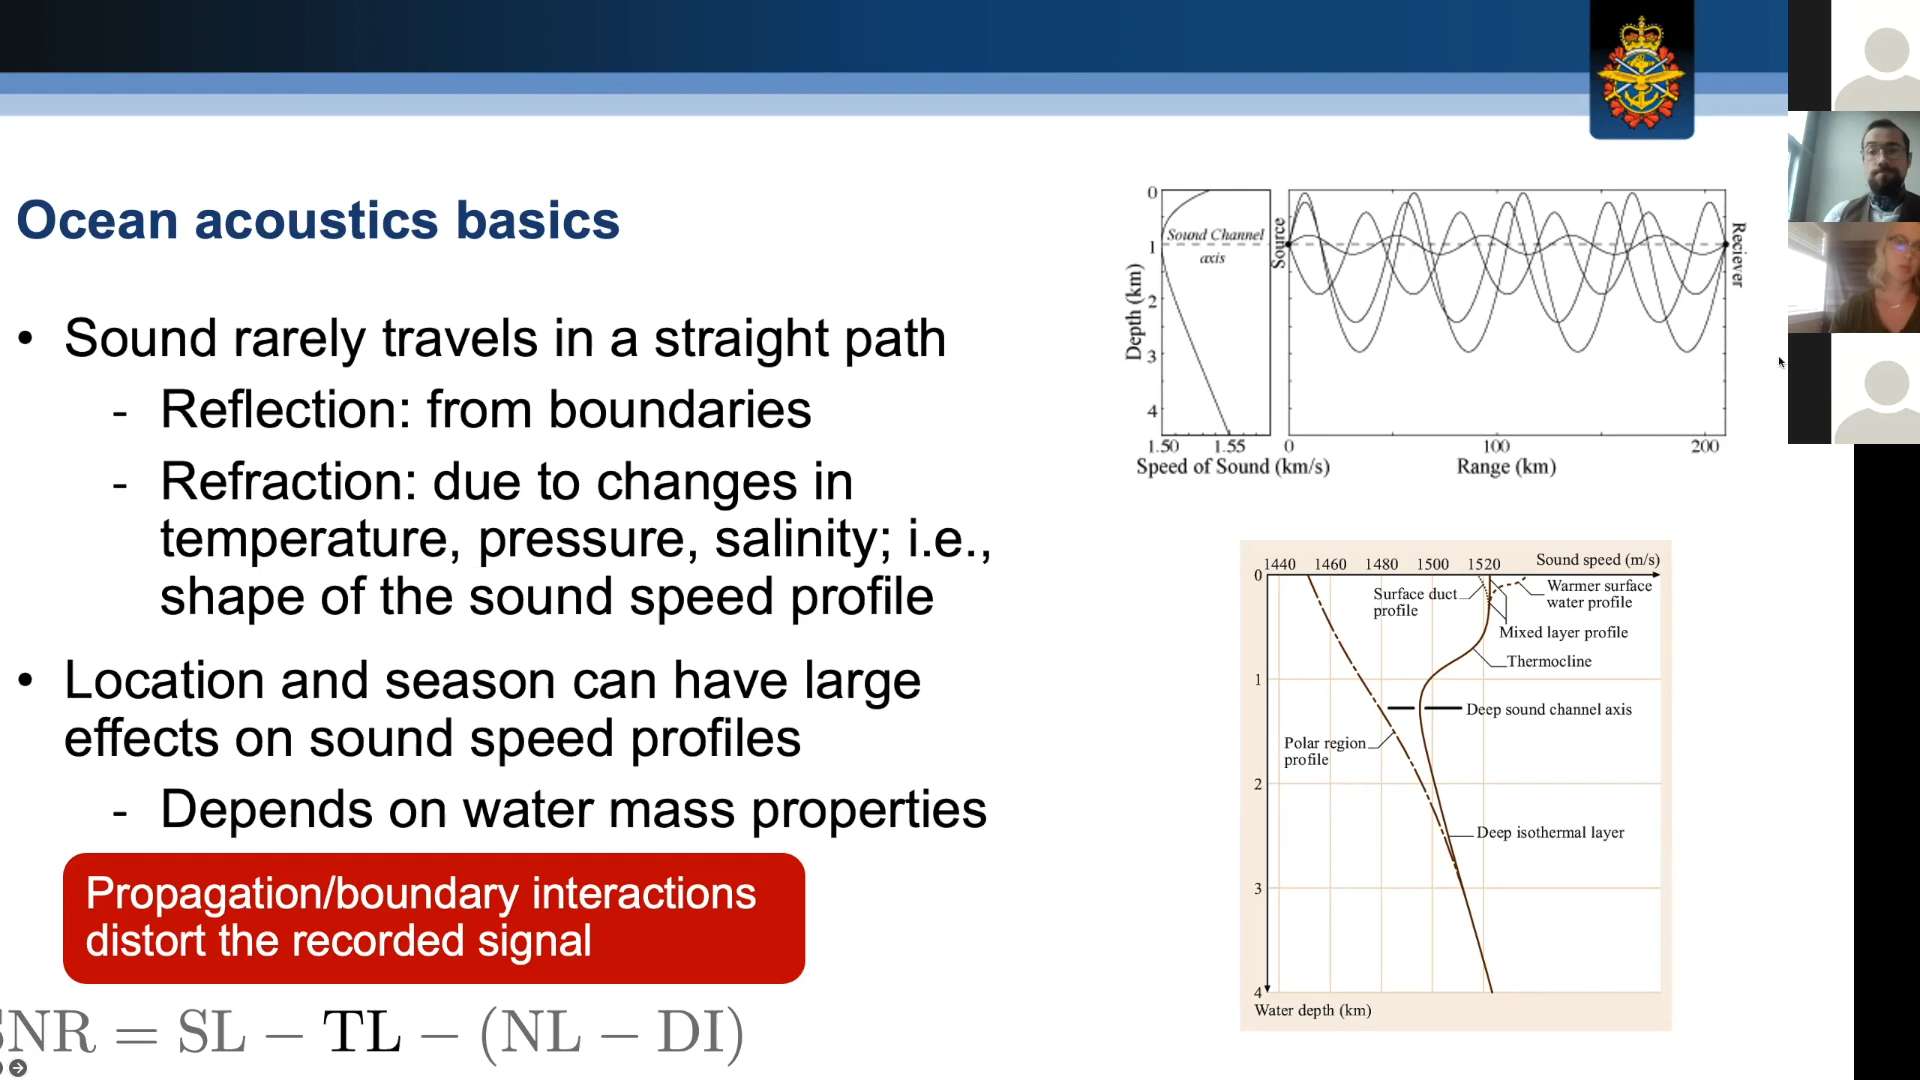 Ocean acoustics basics
• Sound rarely travels in a straight path
- Reflection: from boundaries
- Refraction: due to changes in
temperature, pressure, salinity; i.e.,
shape of the sound speed profile
• Location and season can have large
effects on sound speed profiles
- Depends on water mass properties
Propagation/boundary interactions
distort the recorded signal
SNR = SL − TL − (NL − DI)
0
1
2
3
4
Depth (km)
Sound Channel
axis
1.50 1.55
Speed of Sound (km/s)
Source
Reciever
0 100 200
Range (km)
1440 1460 1480 1500 1520 Sound speed (m/s)
0
Surface duct
profile
Warmer surface
water profile
Mixed layer profile
Thermocline
1
Deep sound channel axis
Polar region
profile
2
Deep isothermal layer
3
4
Water depth (km)